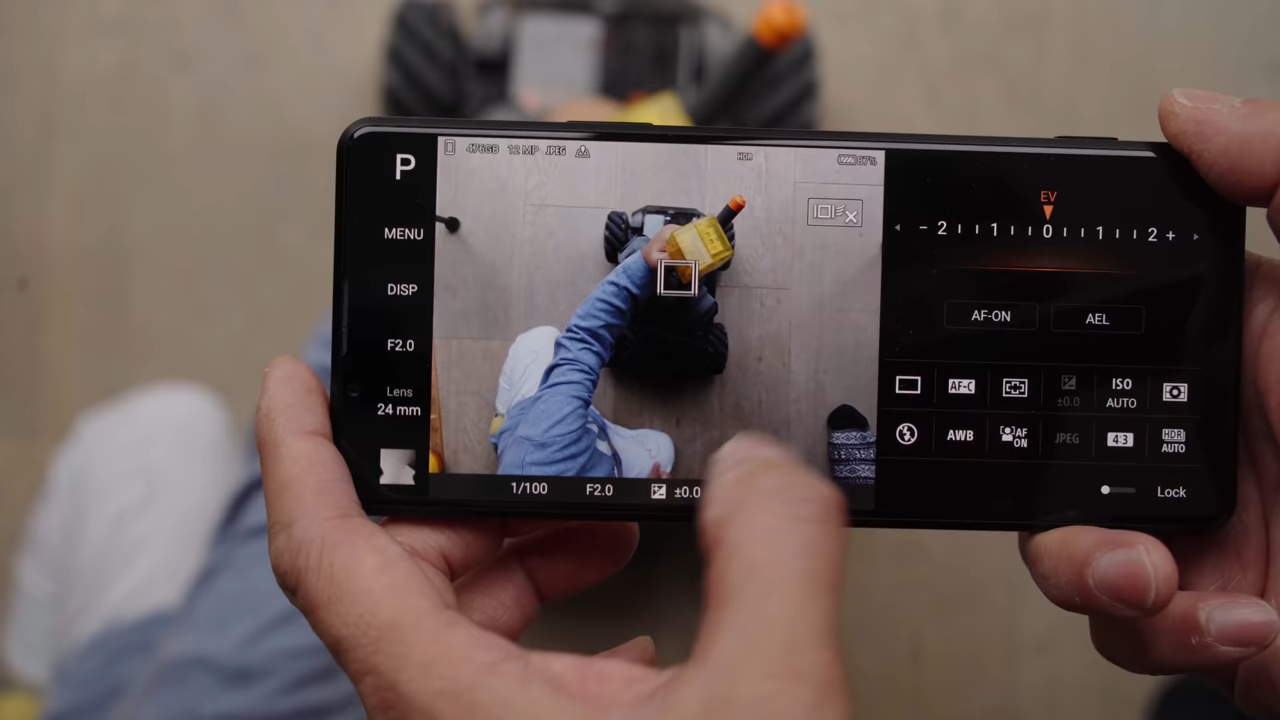 P
MENU
DISP
F2.0
Lens
24 mm
476GB 12 MP JPEG
HDR
87%
1/100 F2.0 ±0.0
EV
- 2 1 0 1 2 +
AF-ON AEL
AF-C ±0.0 ISO AUTO
AWB AF ON JPEG 4:3 HDR AUTO
Lock